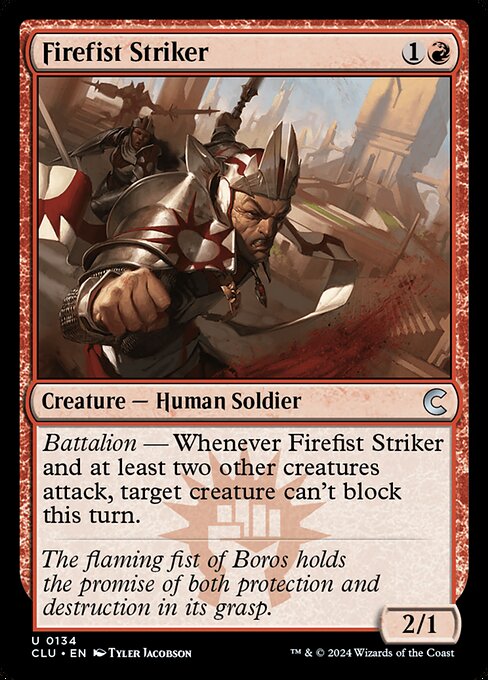 Firefist Striker 1
Creature — Human Soldier
Battalion — Whenever Firefist Striker
and at least two other creatures
attack, target creature can't block
this turn.
The flaming fist of Boros holds
the promise of both protection and
destruction in its grasp.
2/1
U 0134
CLU • EN Tyler Jacobson
™ & © 2024 Wizards of the Coast